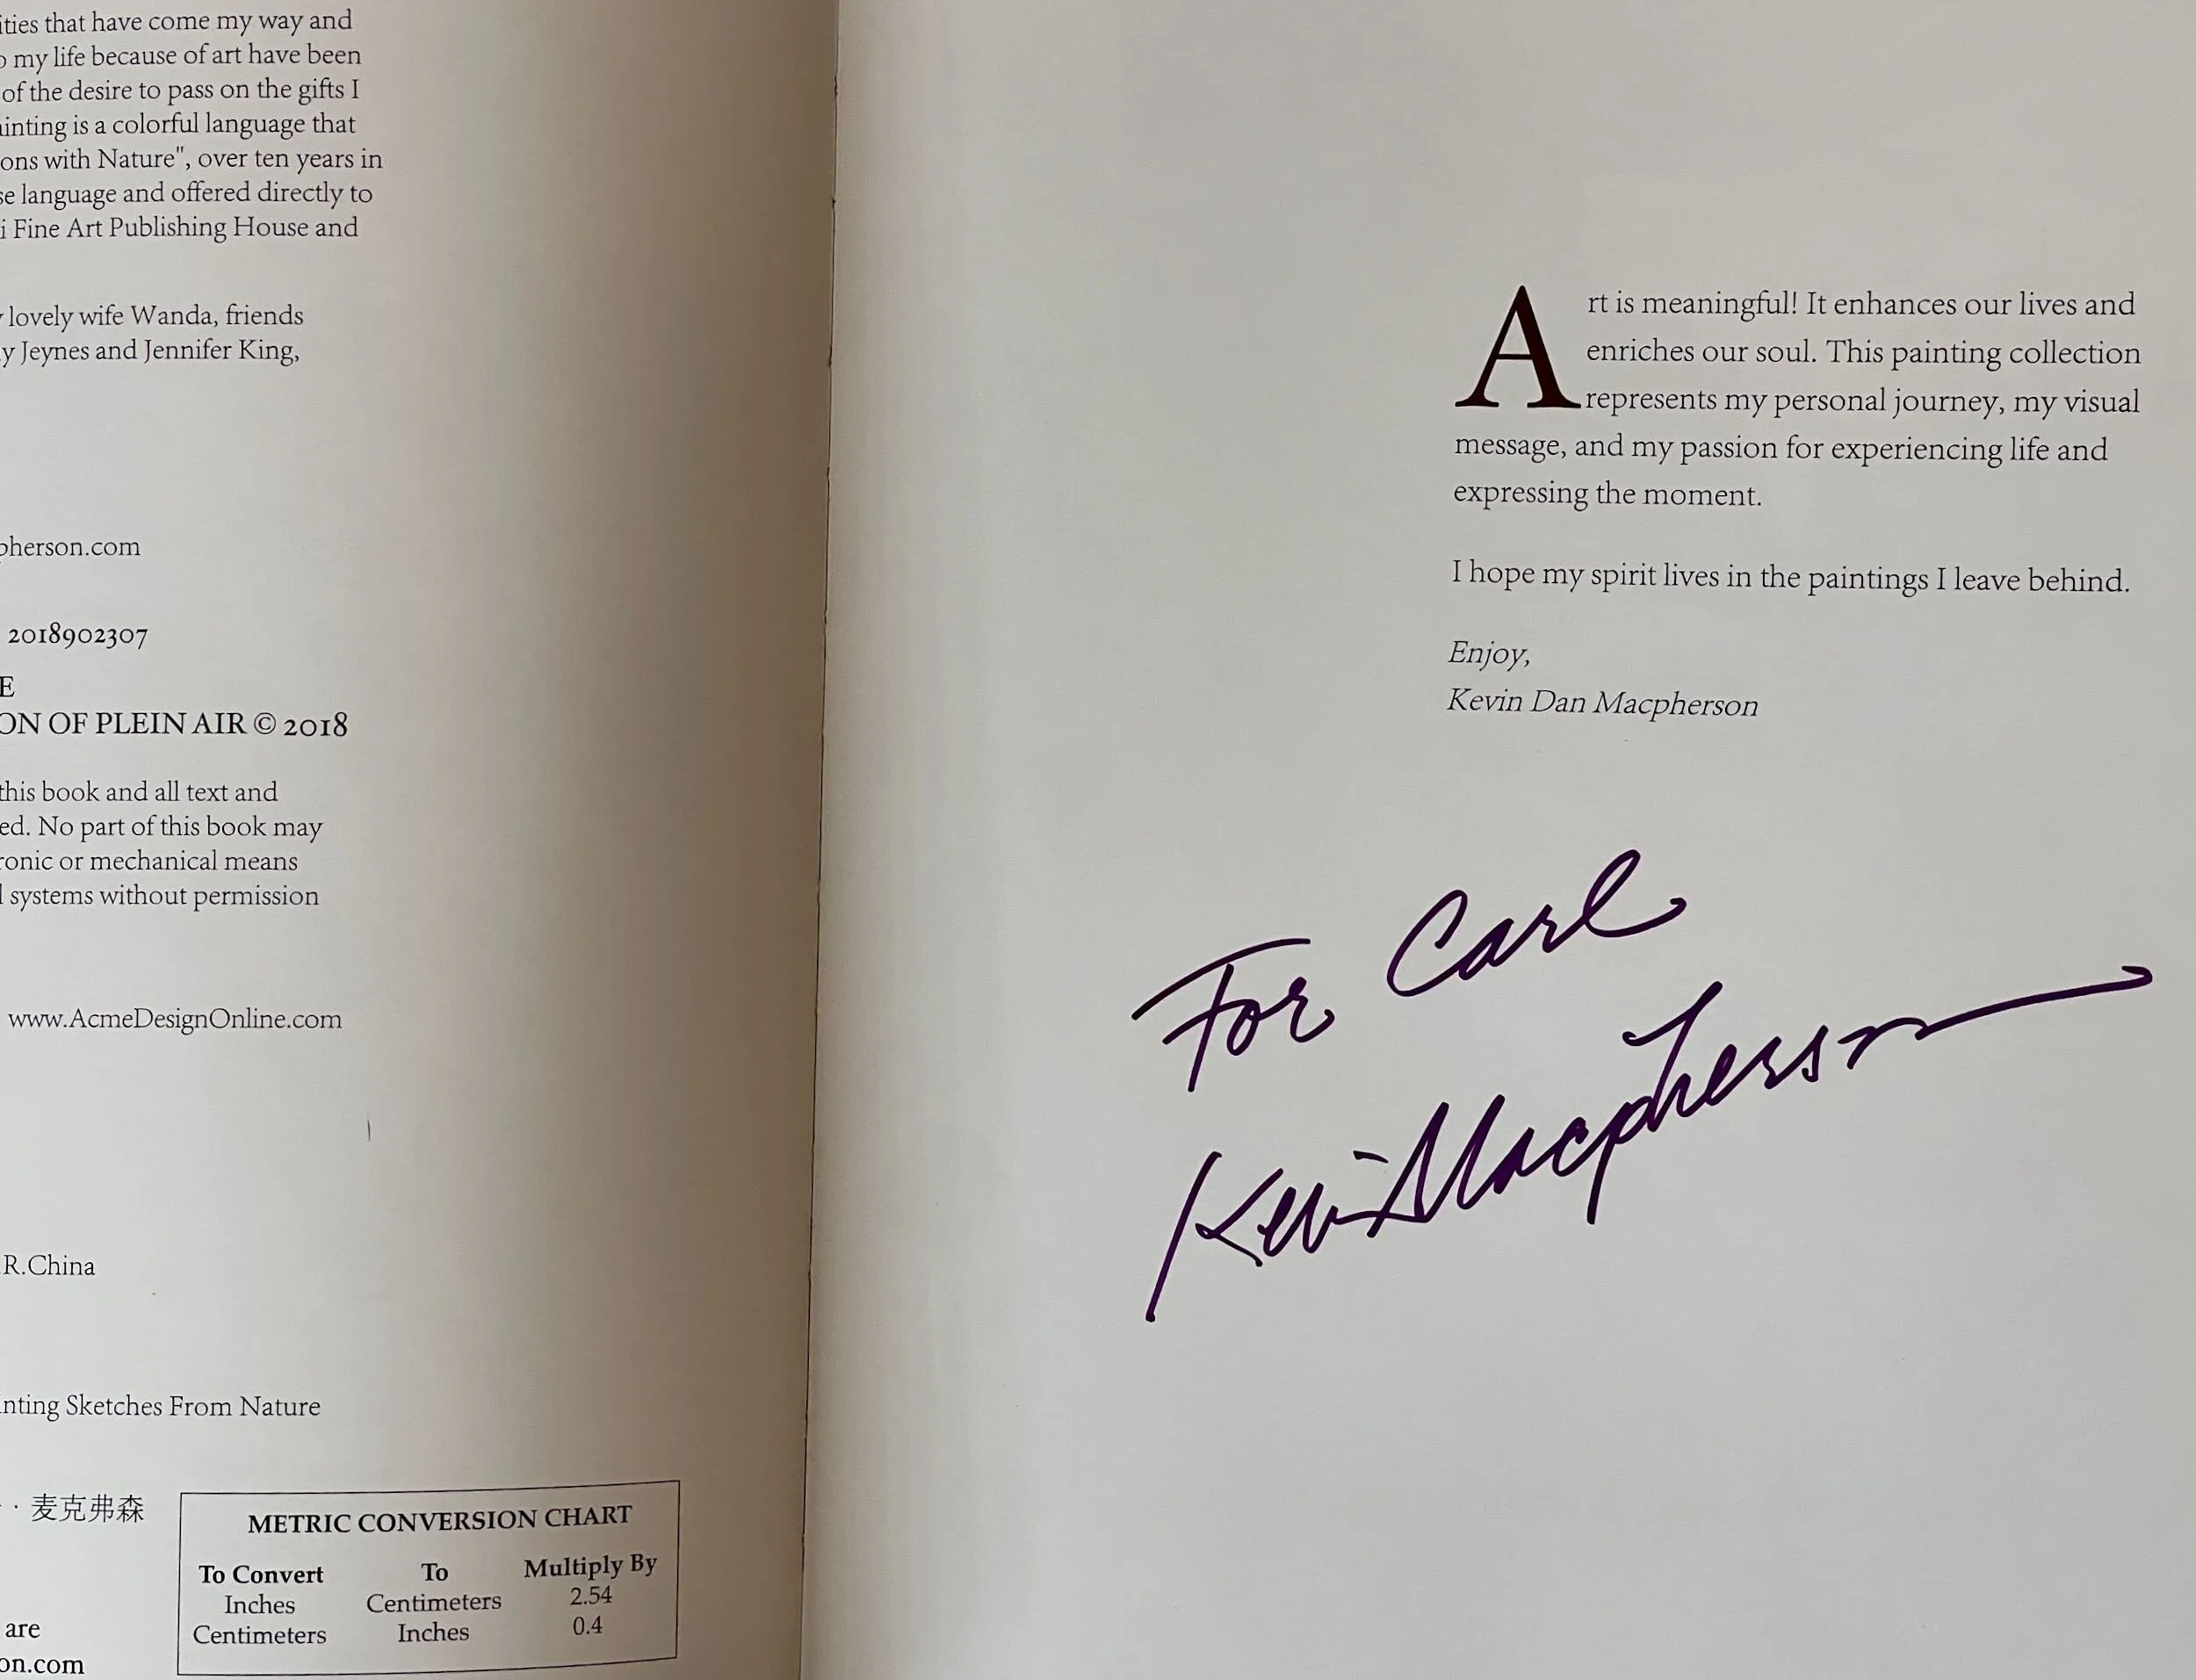 ities that have come my way and
my life because of art have been
of the desire to pass on the gifts I
ainting is a colorful language that
ons with Nature", over ten years in
se language and offered directly to
i Fine Art Publishing House and
lovely wife Wanda, friends
y Jeynes and Jennifer King,
pherson.com
2018902307
E
ON OF PLEIN AIR © 2018
this book and all text and
ed. No part of this book may
ronic or mechanical means
l systems without permission
www.AcmeDesignOnline.com
R.China
inting Sketches From Nature
· 麦克弗森
METRIC CONVERSION CHART
To Convert To Multiply By
Inches Centimeters 2.54
Centimeters Inches 0.4
are
on.com
Art is meaningful! It enhances our lives and
enriches our soul. This painting collection
represents my personal journey, my visual
message, and my passion for experiencing life and
expressing the moment.
I hope my spirit lives in the paintings I leave behind.
Enjoy,
Kevin Dan Macpherson
For Carl
Kevin Macpherson